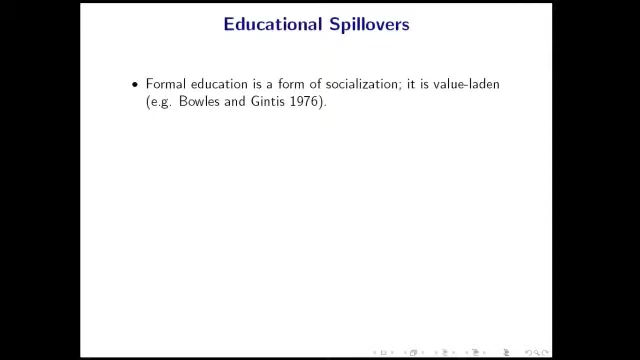 Educational Spillovers
• Formal education is a form of socialization; it is value-laden
(e.g. Bowles and Gintis 1976).